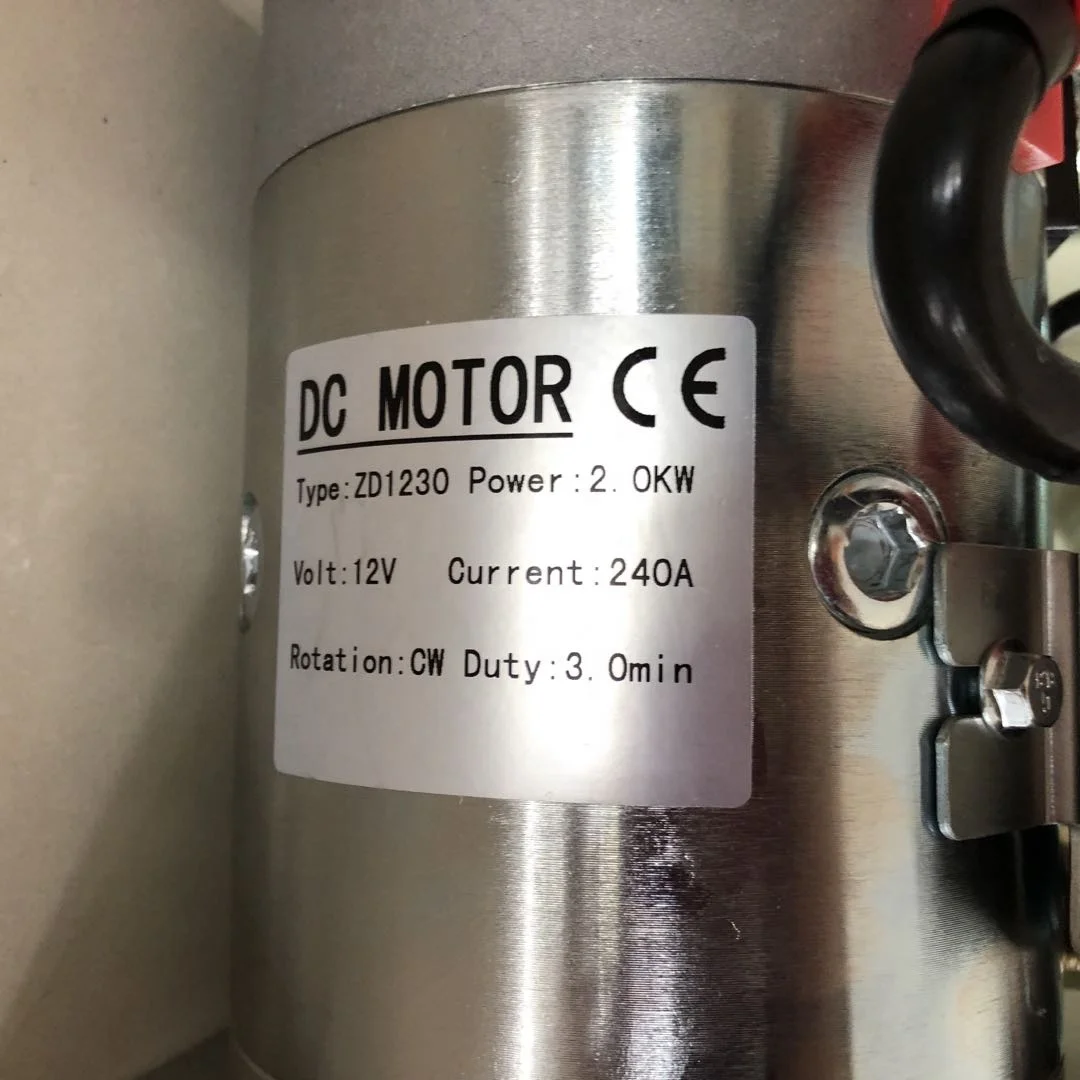 DC MOTOR CE
Type:ZD1230 Power:2.0KW
Volt:12V Current:240A
Rotation:CW Duty:3.0min